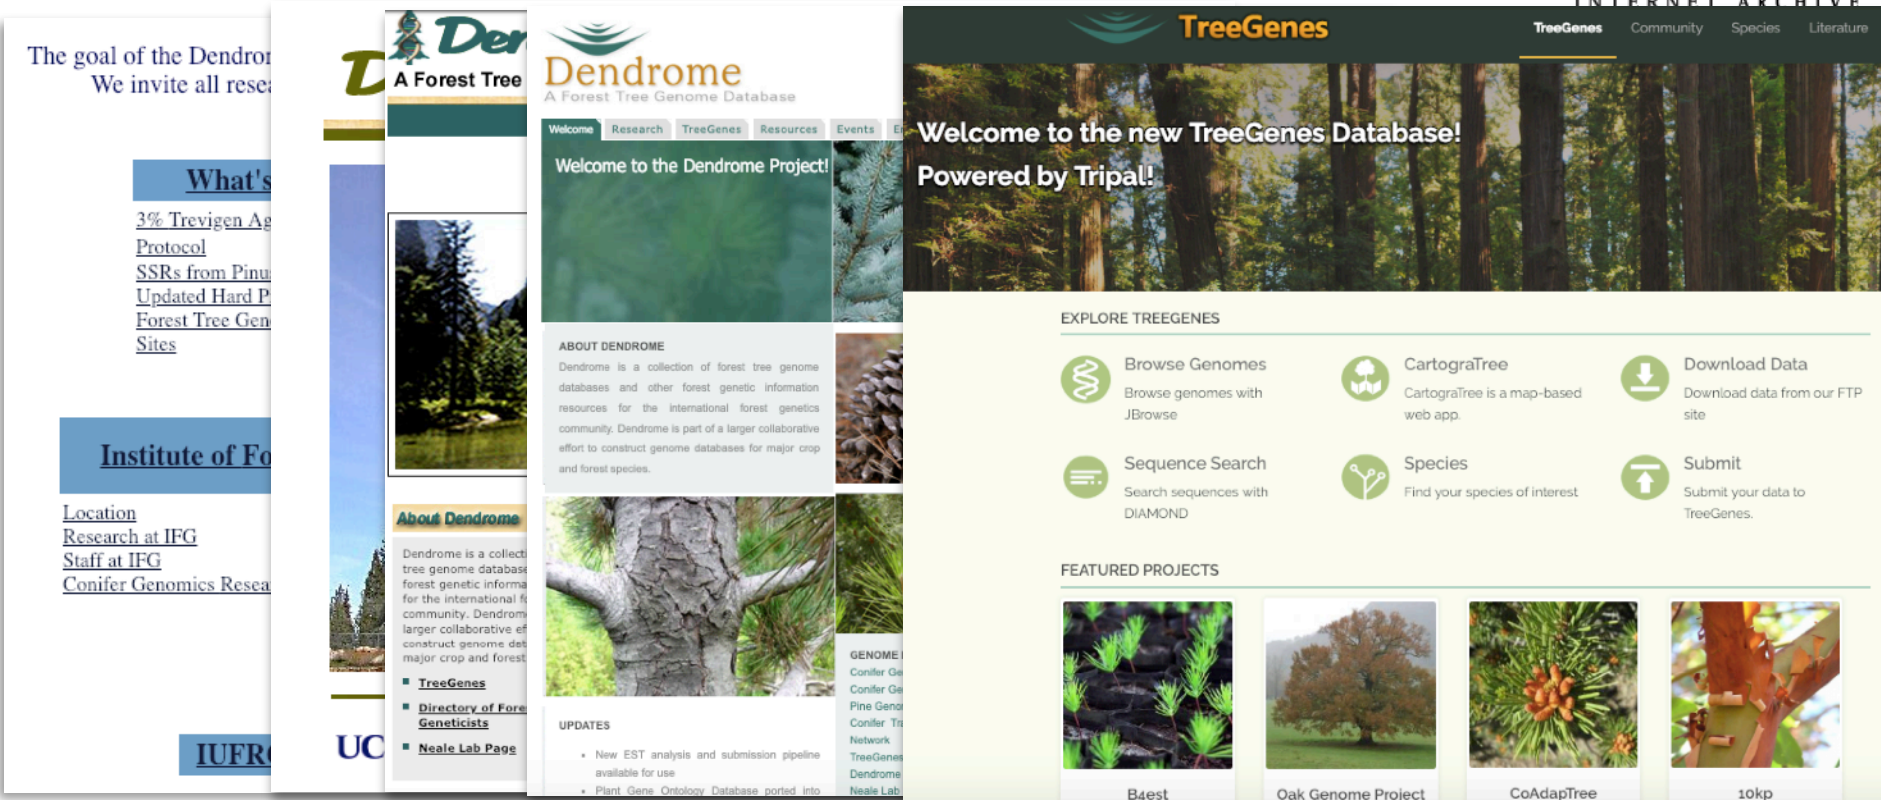 The goal of the Dendro
We invite all rese
What's
3% Trevigen Ag
Protocol
SSRs from Pinu
Updated Hard P
Forest Tree Gen
Sites
Institute of Fo
Location
Research at IFG
Staff at IFG
Conifer Genomics Resea
IUFR
D
UC
Den
A Forest Tree
About Dendrome
Dendrome is a collecti
tree genome database
forest genetic informa
for the international fo
community. Dendrom
larger collaborative ef
construct genome dat
major crop and forest
TreeGenes
Directory of Fore
Geneticists
Neale Lab Page
Dendrome
A Forest Tree Genome Database
Welcome Research TreeGenes Resources Events E
Welcome to the Dendrome Project!
ABOUT DENDROME
Dendrome is a collection of forest tree genome
databases and other forest genetic information
resources for the international forest genetics
community. Dendrome is part of a larger collaborative
effort to construct genome databases for major crop
and forest species.
UPDATES
• New EST analysis and submission pipeline
available for use
• Plant Gene Ontology Database ported into
GENOME
Conifer Ge
Conifer Ge
Pine Geno
Conifer Tr
Network
TreeGenes
Dendrome
Neale Lab
INTERNET ARCHIVE
TreeGenes
TreeGenes Community Species Literature
Welcome to the new TreeGenes Database!
Powered by Tripal!
EXPLORE TREEGENES
Browse Genomes
Browse genomes with
JBrowse
CartograTree
CartograTree is a map-based
web app.
Download Data
Download data from our FTP
site
Sequence Search
Search sequences with
DIAMOND
Species
Find your species of interest
Submit
Submit your data to
TreeGenes.
FEATURED PROJECTS
B4est
Oak Genome Project
CoAdapTree
10kp